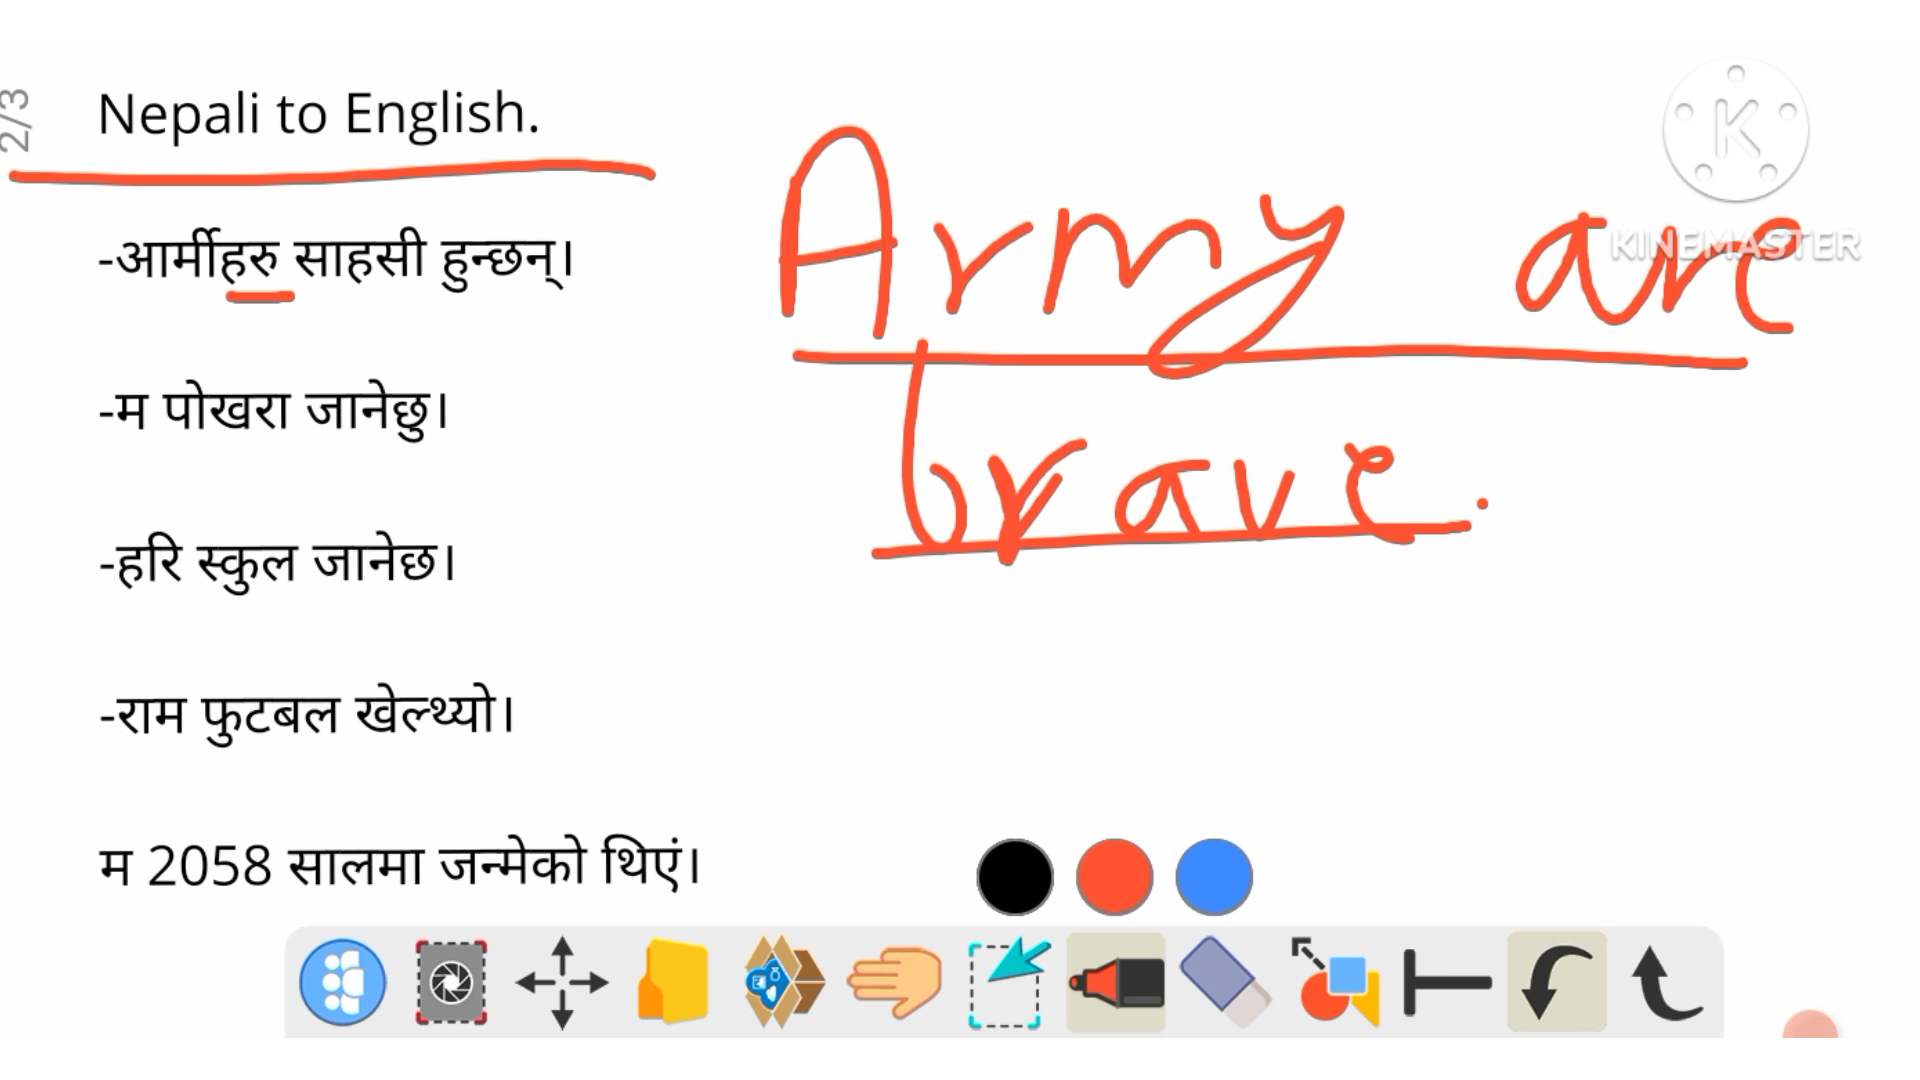 2/3
Nepali to English.
-आर्मीहरु साहसी हुन्छन्।
-म पोखरा जानेछु।
-हरि स्कुल जानेछ।
-राम फुटबल खेल्थ्यो।
म 2058 सालमा जन्मेको थिएं।
Army are
brave.
K
KINEMASTER